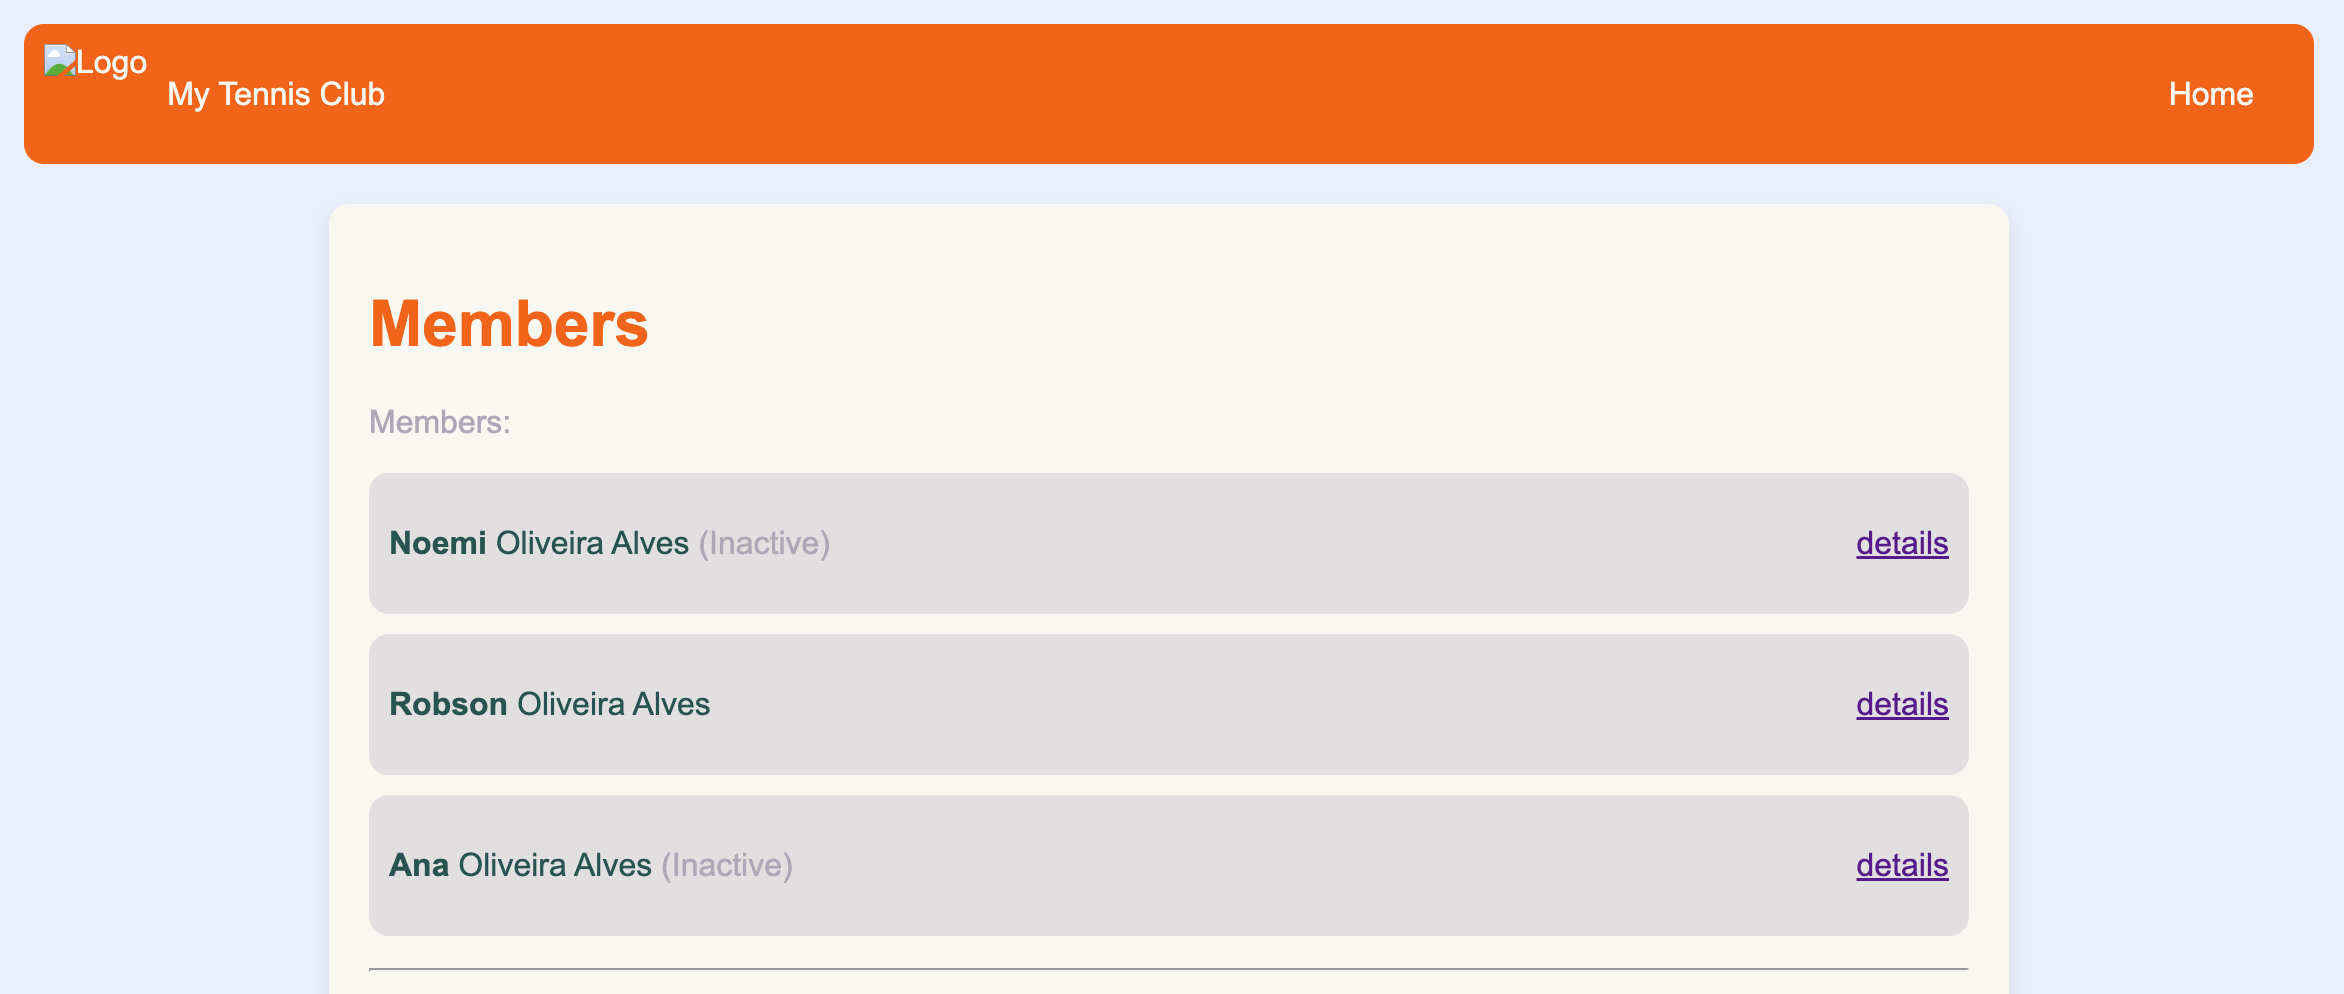 Logo
My Tennis Club
Home
Members
Members:
Noemi Oliveira Alves (Inactive) details
Robson Oliveira Alves details
Ana Oliveira Alves (Inactive) details